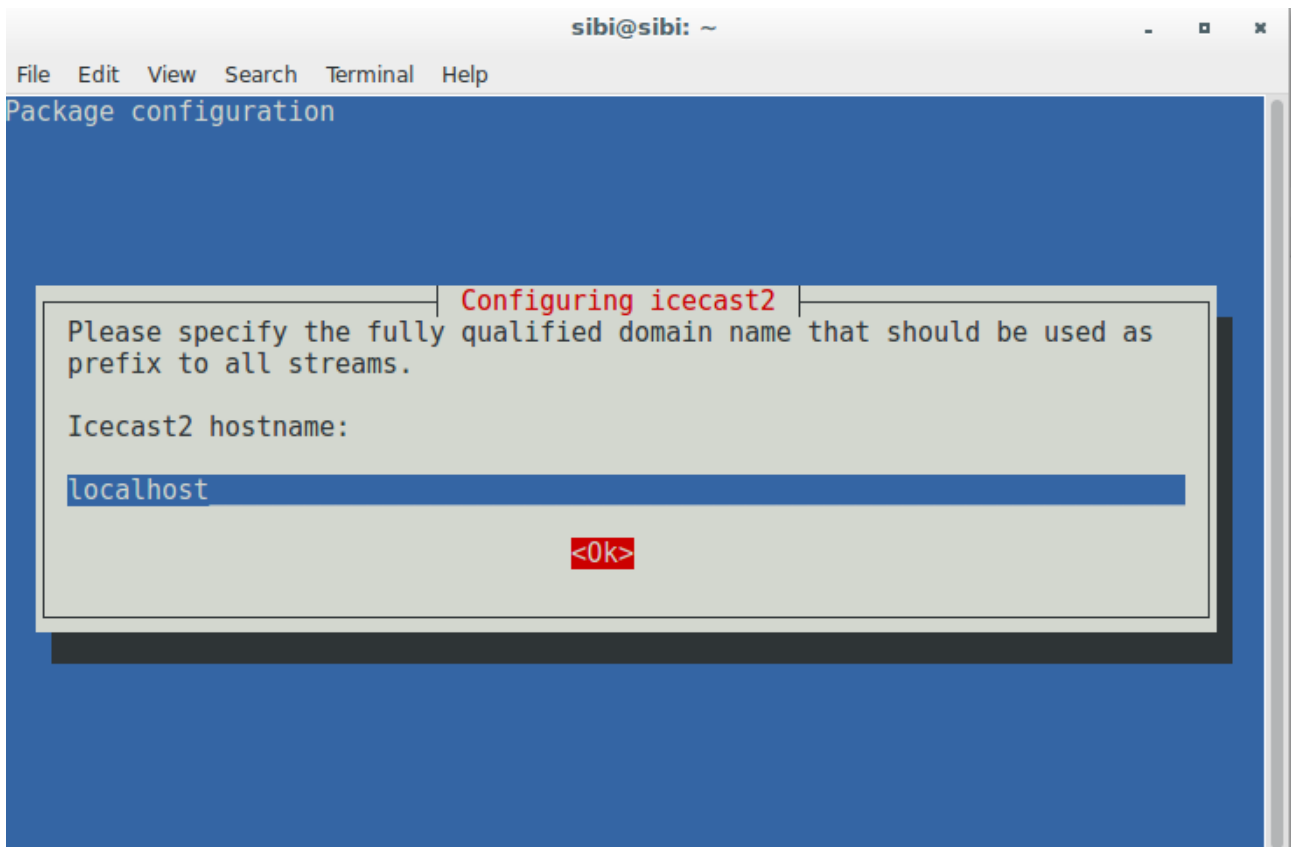 sibi@sibi: ~
File Edit View Search Terminal Help
Package configuration
Configuring icecast2
Please specify the fully qualified domain name that should be used as
prefix to all streams.
Icecast2 hostname:
localhost
<Ok>